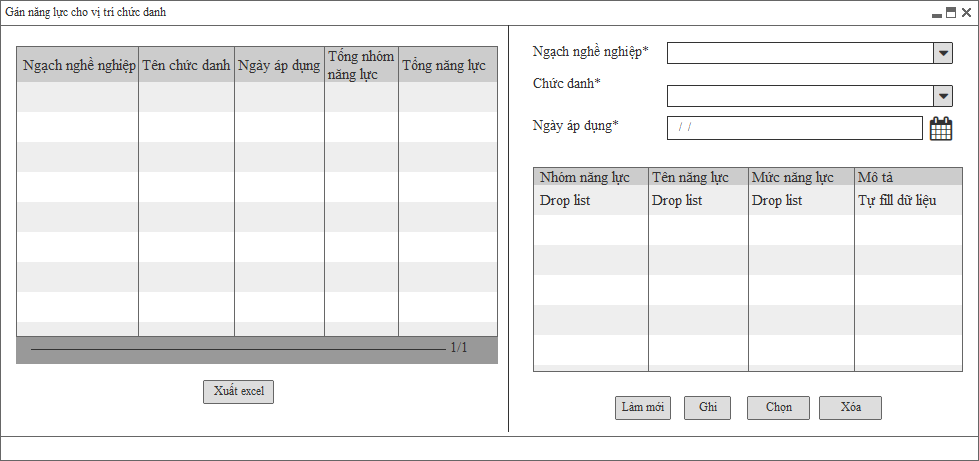 Gán năng lực cho vị trí chức danh
Ngạch nghề nghiệp Tên chức danh Ngày áp dụng Tổng nhóm năng lực Tổng năng lực
1/1
Xuất excel
Ngạch nghề nghiệp*
Chức danh*
Ngày áp dụng* / /
Nhóm năng lực Tên năng lực Mức năng lực Mô tả
Drop list Drop list Drop list Tự fill dữ liệu
Làm mới Ghi Chọn Xóa